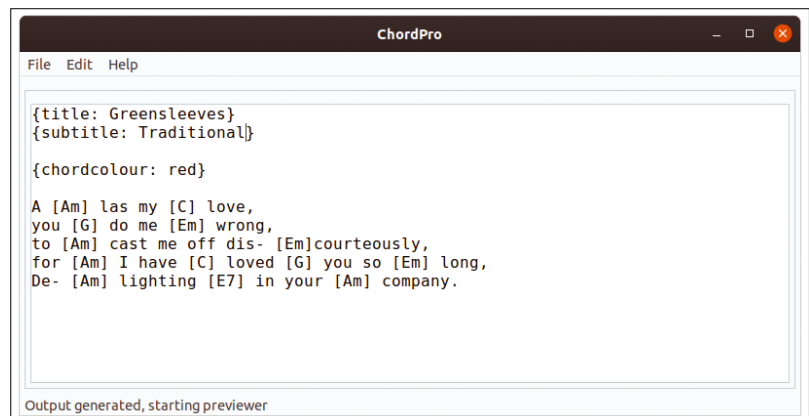 ChordPro
File Edit Help
{title: Greensleeves}
{subtitle: Traditional}
{chordcolour: red}
A [Am] las my [C] love,
you [G] do me [Em] wrong,
to [Am] cast me off dis- [Em]courteously,
for [Am] I have [C] loved [G] you so [Em] long,
De- [Am] lighting [E7] in your [Am] company.
Output generated, starting previewer